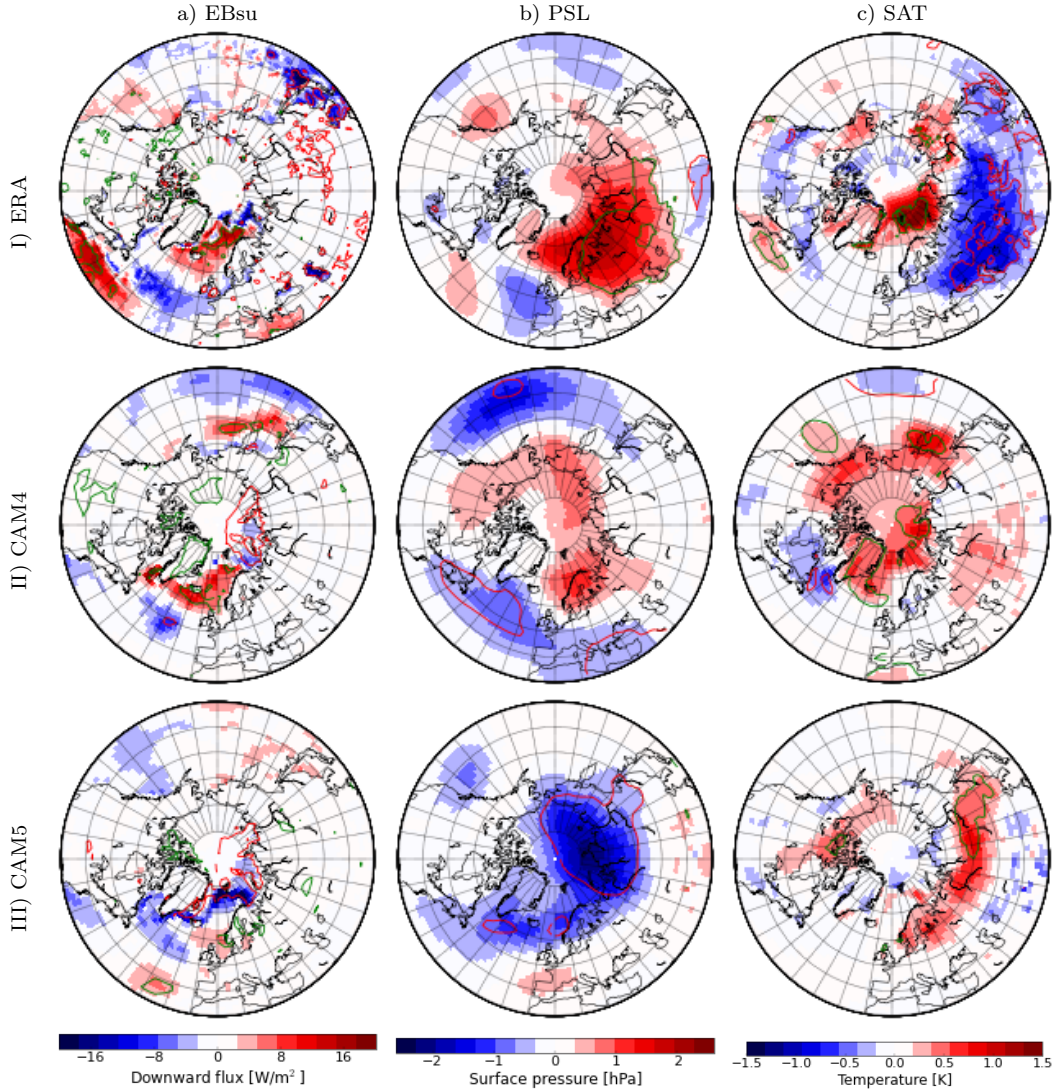 a) EBsu
b) PSL
c) SAT
I) ERA
II) CAM4
III) CAM5
−16 −8 0 8 16
Downward flux [W/m²]
−2 −1 0 1 2
Surface pressure [hPa]
−1.5 −1.0 −0.5 0.0 0.5 1.0 1.5
Temperature [K]